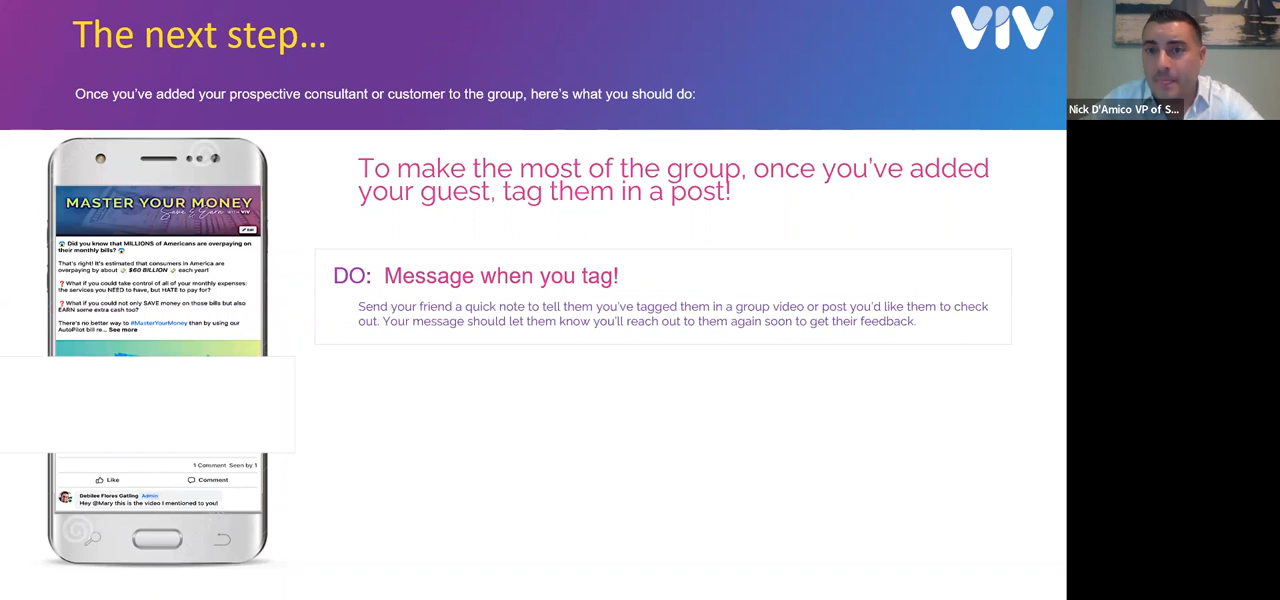 The next step...
VIV
Once you've added your prospective consultant or customer to the group, here's what you should do:
Nick D'Amico VP of S...
To make the most of the group, once you've added
your guest, tag them in a post!
MASTER YOUR MONEY
Save & Earn WITH VIV
Edit
Did you know that MILLIONS of Americans are overpaying on
their monthly bills?
That's right! It's estimated that consumers in America are
overpaying by about $60 BILLION each year!
What if you could take control of all of your monthly expenses:
the services you NEED to have, but HATE to pay for?
What if you could not only SAVE money on those bills but also
EARN some extra cash too?
There's no better way to #MasterYourMoney than by using our
AutoPilot bill re... See more
DO: Message when you tag!
Send your friend a quick note to tell them you've tagged them in a group video or post you'd like them to check
out. Your message should let them know you'll reach out to them again soon to get their feedback.
1 Comment Seen by 1
Like Comment
Debilee Flores Gatling Admin
Hey @Mary this is the video I mentioned to you!